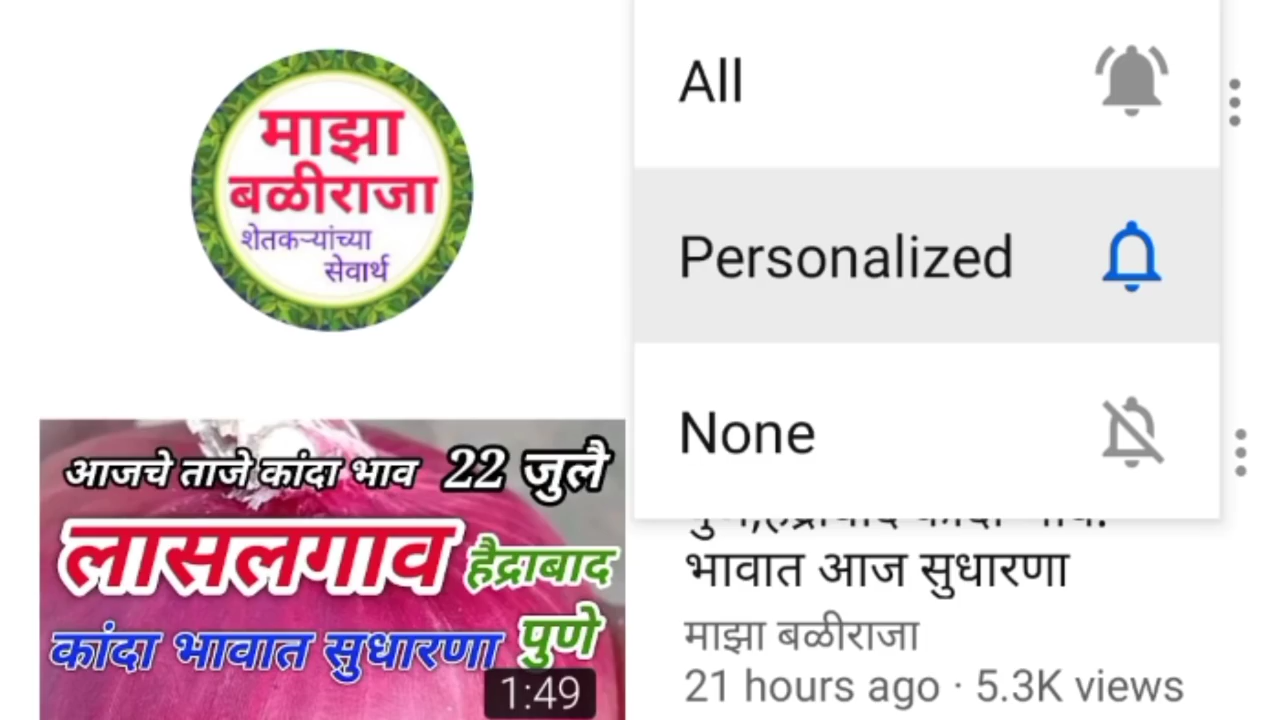 माझा
बळीराजा
शेतकऱ्यांच्या
सेवार्थ
All
Personalized
None
आजचे ताजे कांदा भाव 22 जुलै
लासलगाव हैद्राबाद
कांदा भावात सुधारणा पुणे
1:49
भावात आज सुधारणा
माझा बळीराजा
21 hours ago · 5.3K views